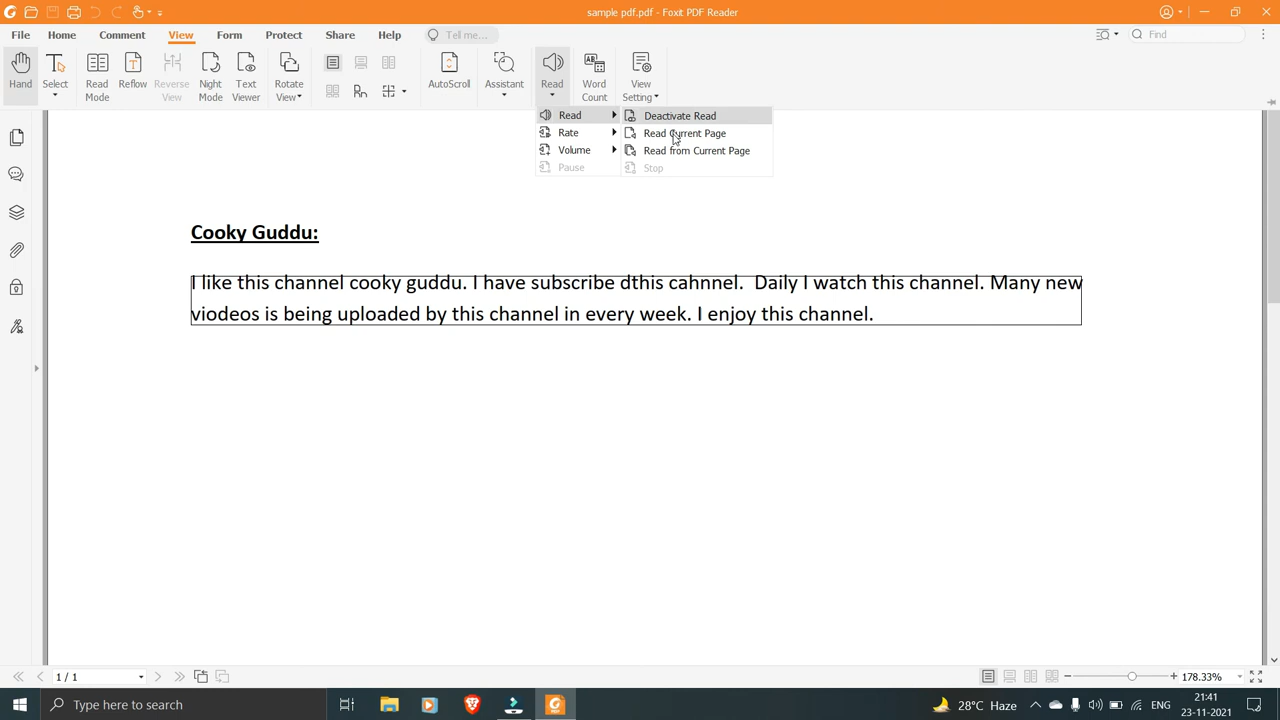 sample pdf.pdf - Foxit PDF Reader
File Home Comment View Form Protect Share Help Tell me... Find
Hand Select Read Mode Reflow Reverse View Night Mode Text Viewer Rotate View AutoScroll Assistant Read Word Count View Setting
Read Deactivate Read
Rate Read Current Page
Volume Read from Current Page
Pause Stop
Cooky Guddu:
I like this channel cooky guddu. I have subscribe dthis cahnnel.  Daily I watch this channel. Many new
viodeos is being uploaded by this channel in every week. I enjoy this channel.
1 / 1 178.33%
Type here to search 28°C Haze ENG 21:41
23-11-2021